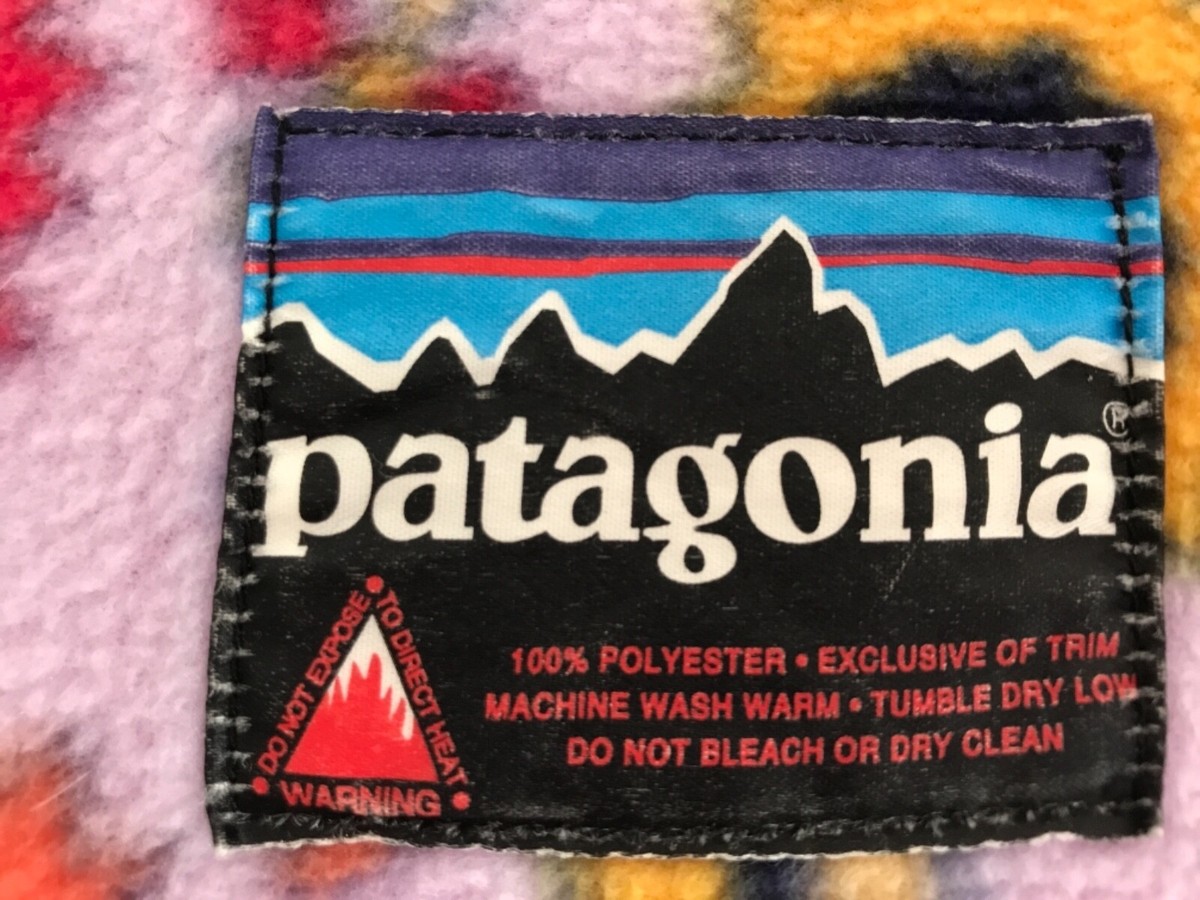 patagonia®
DO NOT EXPOSE • TO DIRECT HEAT
• WARNING •
100% POLYESTER • EXCLUSIVE OF TRIM
MACHINE WASH WARM • TUMBLE DRY LOW
DO NOT BLEACH OR DRY CLEAN